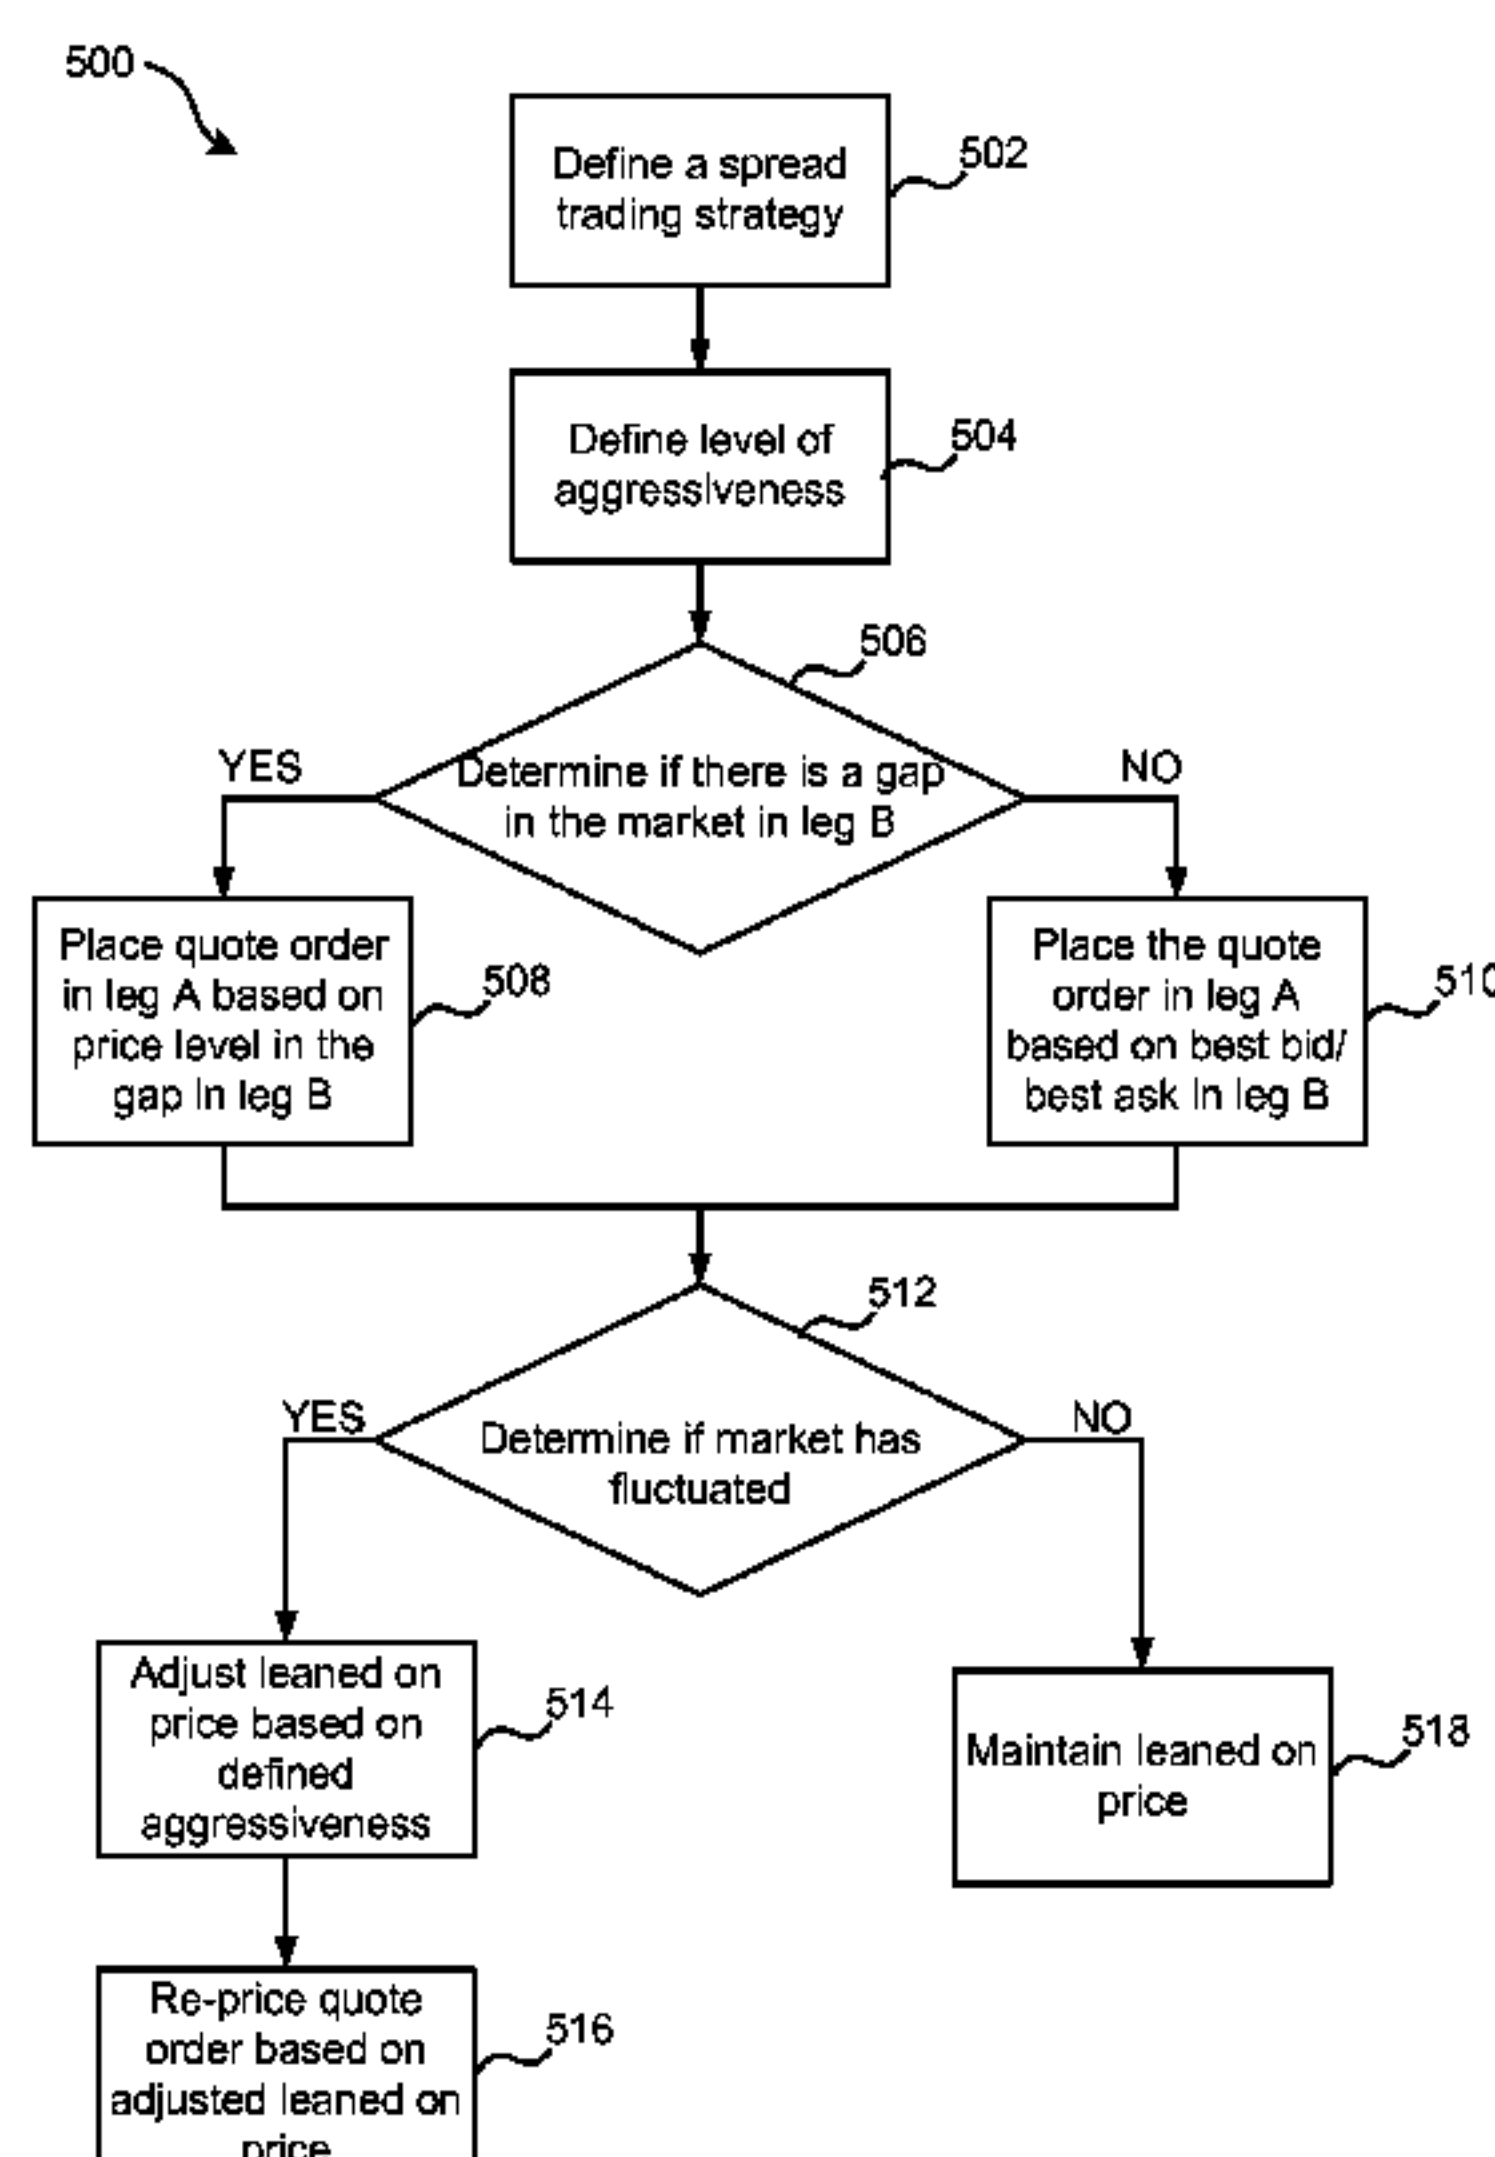 500
Define a spread
trading strategy
502
Define level of
aggressiveness
504
506
YES
NO
Determine if there is a gap
in the market in leg B
Place quote order
in leg A based on
price level in the
gap in leg B
508
Place the quote
order in leg A
based on best bid/
best ask in leg B
510
512
YES
NO
Determine if market has
fluctuated
Adjust leaned on
price based on
defined
aggressiveness
514
Maintain leaned on
price
518
Re-price quote
order based on
adjusted leaned on
price
516